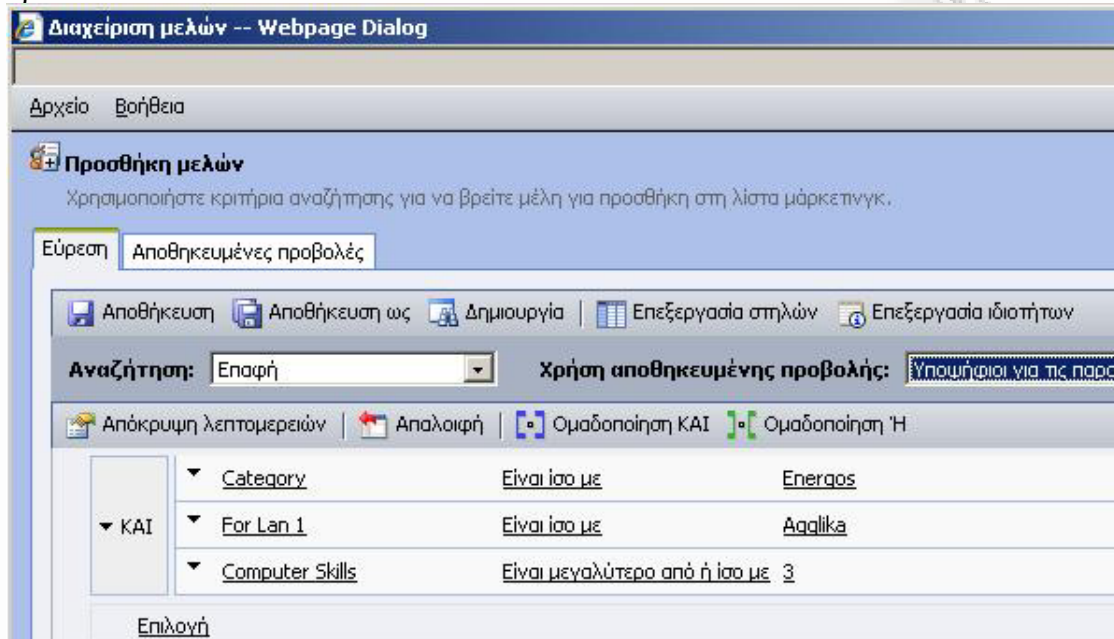 Διαχείριση μελών -- Webpage Dialog
Αρχείο Βοήθεια
Προσθήκη μελών
Χρησιμοποιήστε κριτήρια αναζήτησης για να βρείτε μέλη για προσθήκη στη λίστα μάρκετινγκ.
Εύρεση Αποθηκευμένες προβολές
Αποθήκευση Αποθήκευση ως Δημιουργία Επεξεργασία στηλών Επεξεργασία ιδιοτήτων
Αναζήτηση: Επαφή Χρήση αποθηκευμένης προβολής: Υποψήφιοι για τις
Απόκρυψη λεπτομερειών Απαλοιφή Ομαδοποίηση ΚΑΙ Ομαδοποίηση Ή
Category Είναι ίσο με Energos
ΚΑΙ For Lan 1 Είναι ίσο με Agglika
Computer Skills Είναι μεγαλύτερο από ή ίσο με 3
Επιλογή